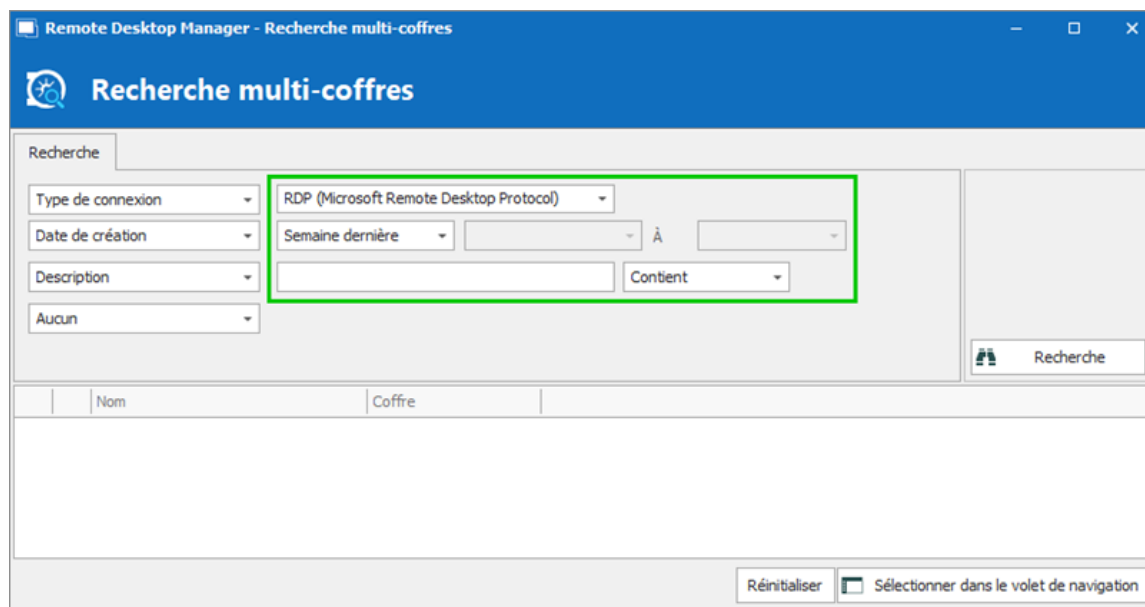 Remote Desktop Manager - Recherche multi-coffres
Recherche multi-coffres
Recherche
Type de connexion RDP (Microsoft Remote Desktop Protocol)
Date de création Semaine dernière À
Description Contient
Aucun
Recherche
Nom Coffre
Réinitialiser Sélectionner dans le volet de navigation